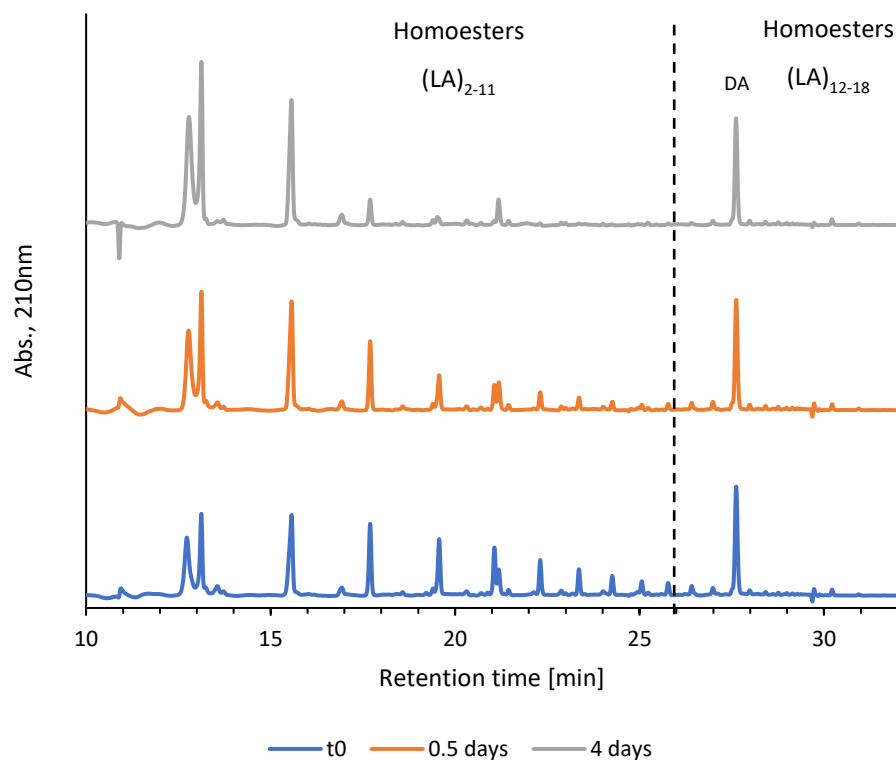 Homoesters
(LA)2-11
Homoesters
(LA)12-18
DA
Abs., 210nm
10 15 20 25 30
Retention time [min]
t0 0.5 days 4 days